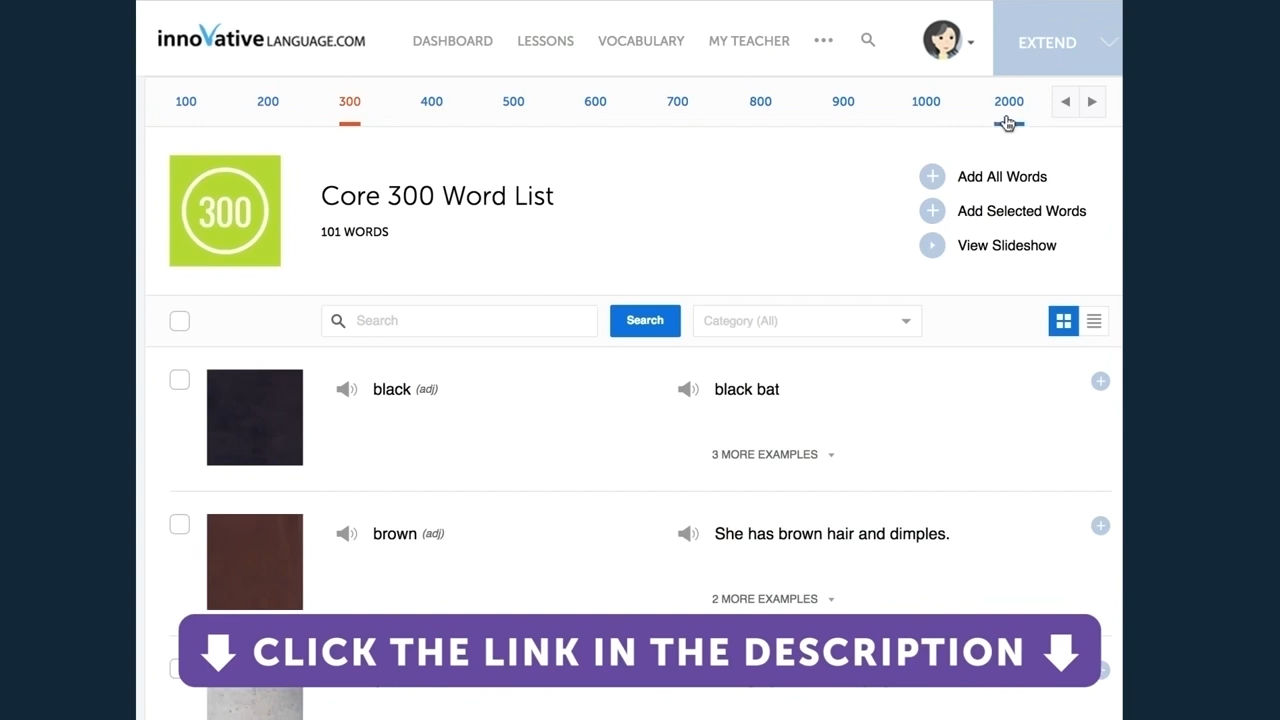 innoVative LANGUAGE.COM
DASHBOARD LESSONS VOCABULARY MY TEACHER ••• EXTEND
100 200 300 400 500 600 700 800 900 1000 2000
300
Core 300 Word List
101 WORDS
Add All Words
Add Selected Words
View Slideshow
Search Search Category (All)
black (adj) black bat
3 MORE EXAMPLES
brown (adj) She has brown hair and dimples.
2 MORE EXAMPLES
CLICK THE LINK IN THE DESCRIPTION